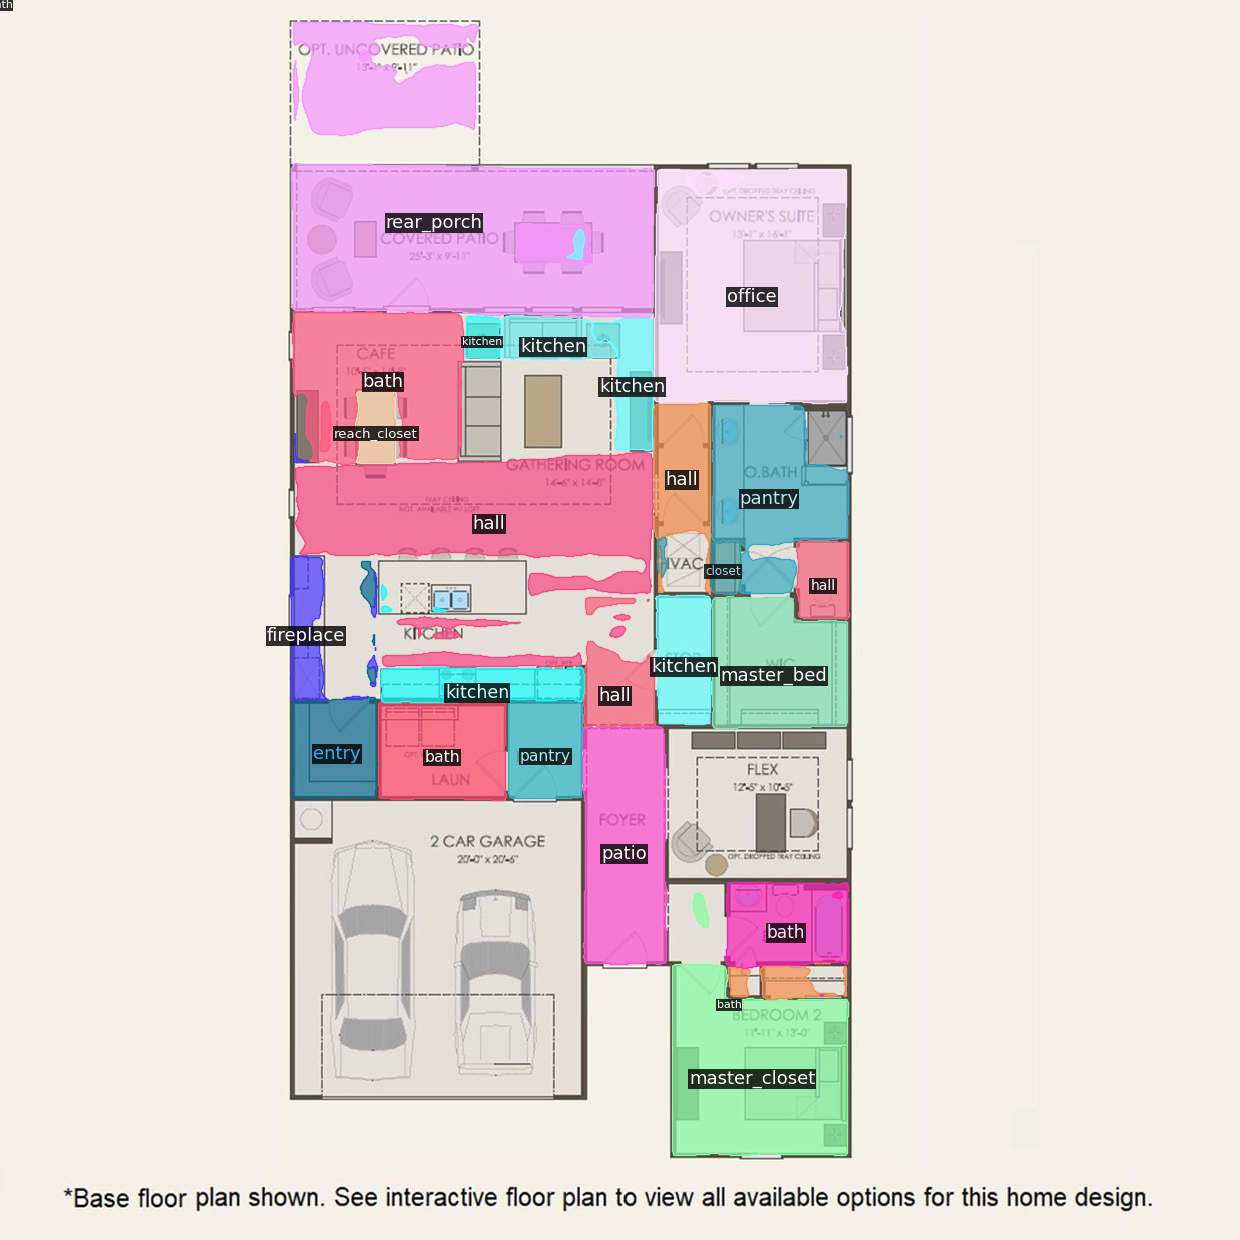 ath
OPT. UNCOVERED PATIO
13'-1" x 9'-11"
rear_porch
COVERED PATIO
25'-3" x 9'-11"
OPT. DROPPED TRAY CEILING
OWNER'S SUITE
13'-1" x 16'-1"
office
CAFE
bath
kitchen
kitchen
kitchen
reach_closet
GATHERING ROOM
14'-6" x 14'-8"
TRAY CEILING
NOT AVAILABLE W/ LOFT
hall
hall
O.BATH
pantry
HVAC
closet
hall
fireplace
KITCHEN
kitchen
hall
kitchen
WIC
master_bed
entry
bath
LAUN
pantry
FLEX
12'-5" x 10'-5"
OPT. DROPPED TRAY CEILING
FOYER
patio
2 CAR GARAGE
20'-0" x 20'-6"
bath
bath
BEDROOM 2
11'-11" x 13'-0"
master_closet
*Base floor plan shown. See interactive floor plan to view all available options for this home design.